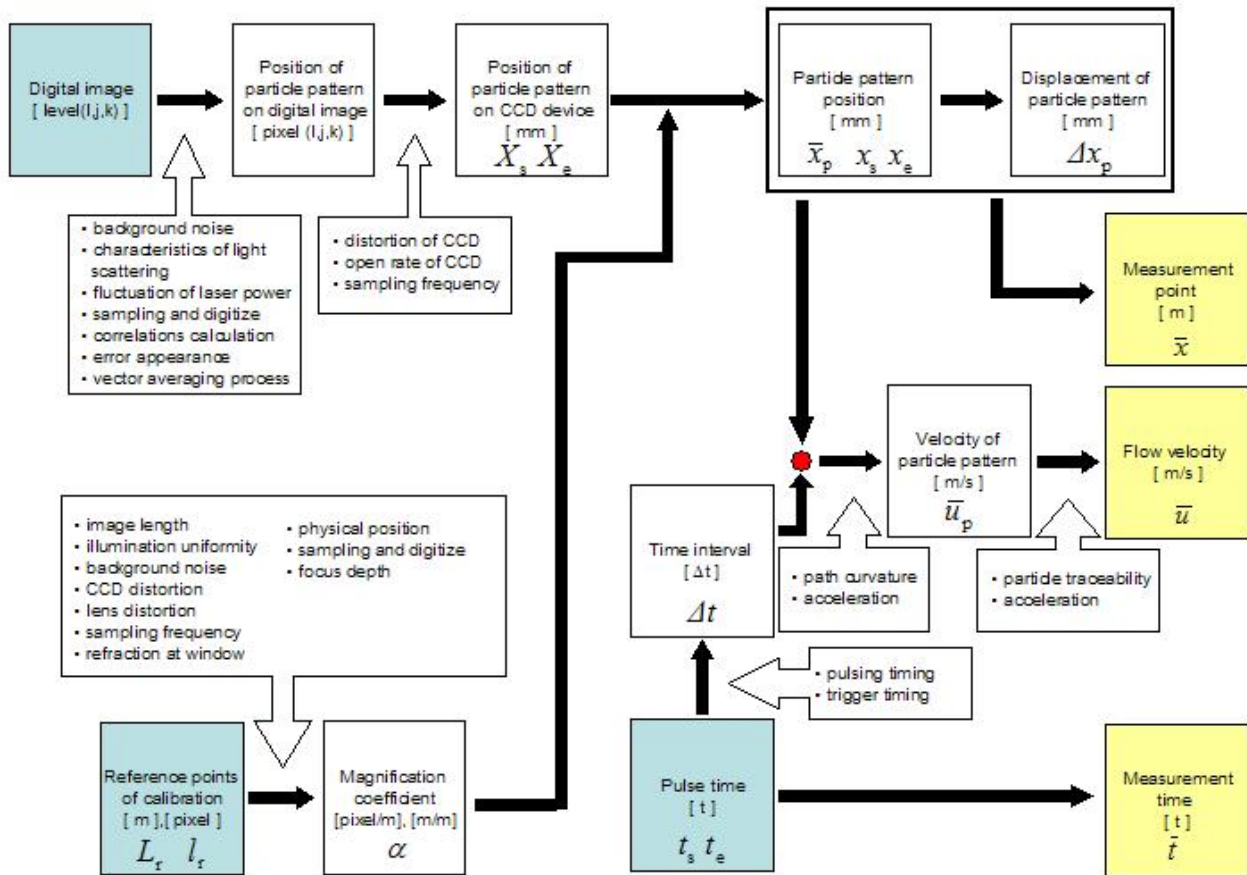 Digital image
[ level(I,j,k) ]
Position of
particle pattern
on digital image
[ pixel (I,j,k) ]
Position of
particle pattern
on CCD device
[ mm ]
X_s X_e
Particle pattern
position
[ mm ]
x̄_p x_s x_e
Displacement of
particle pattern
[ mm ]
Δx_p
• background noise
• characteristics of light
scattering
• fluctuation of laser power
• sampling and digitize
• correlations calculation
• error appearance
• vector averaging process
• distortion of CCD
• open rate of CCD
• sampling frequency
Measurement
point
[ m ]
x̄
Velocity of
particle pattern
[ m/s ]
ū_p
Flow velocity
[ m/s ]
ū
Time interval
[ Δt ]
Δt
• path curvature
• acceleration
• particle traceability
• acceleration
• image length
• illumination uniformity
• background noise
• CCD distortion
• lens distortion
• sampling frequency
• refraction at window
• physical position
• sampling and digitize
• focus depth
• pulsing timing
• trigger timing
Reference points
of calibration
[ m ],[ pixel ]
L_r l_r
Magnification
coefficient
[pixel/m], [m/m]
α
Pulse time
[ t ]
t_s t_e
Measurement
time
[ t ]
t̄